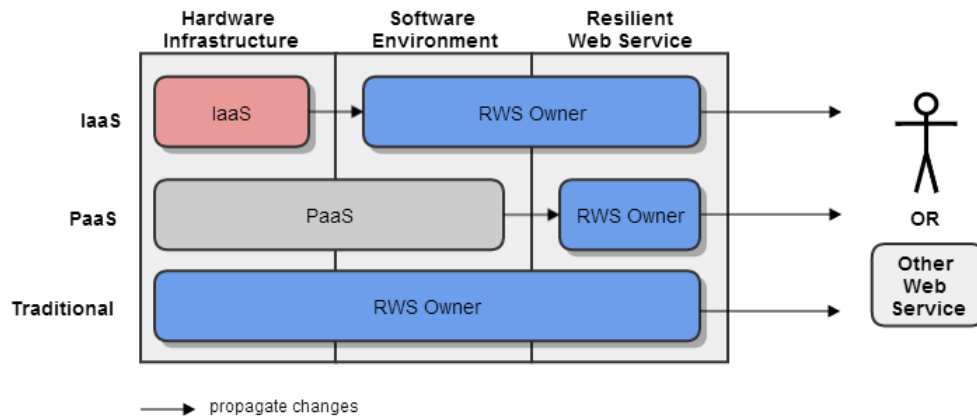 Hardware
Infrastructure
Software
Environment
Resilient
Web Service
IaaS
IaaS
RWS Owner
PaaS
PaaS
RWS Owner
OR
Other
Web
Service
Traditional
RWS Owner
propagate changes